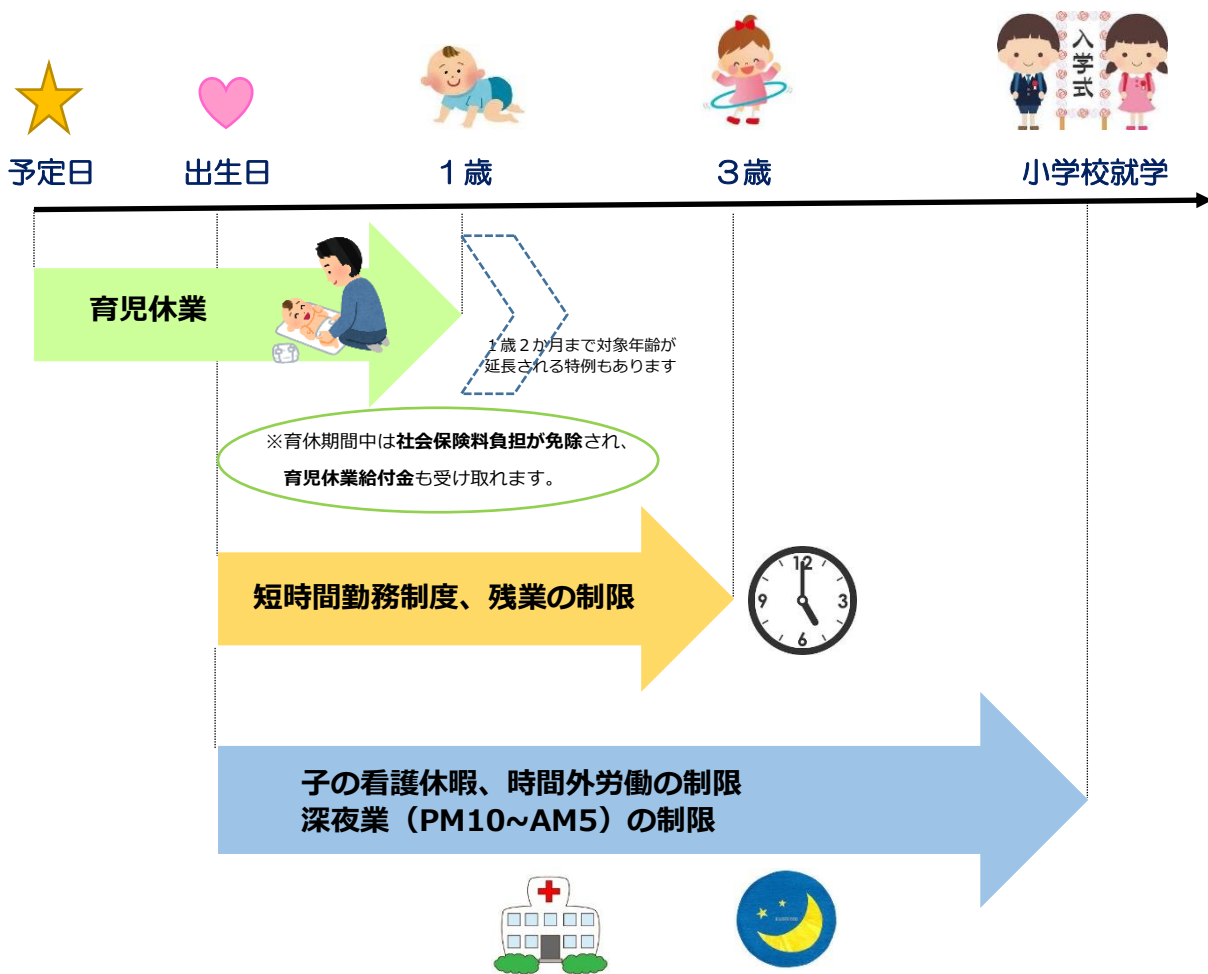 入学式
予定日
出生日
１歳
３歳
小学校就学
育児休業
１歳２か月まで対象年齢が
延長される特例もあります
※育休期間中は社会保険料負担が免除され、
育児休業給付金も受け取れます。
短時間勤務制度、残業の制限
12
9
3
6
子の看護休暇、時間外労働の制限
深夜業（PM10~AM5）の制限